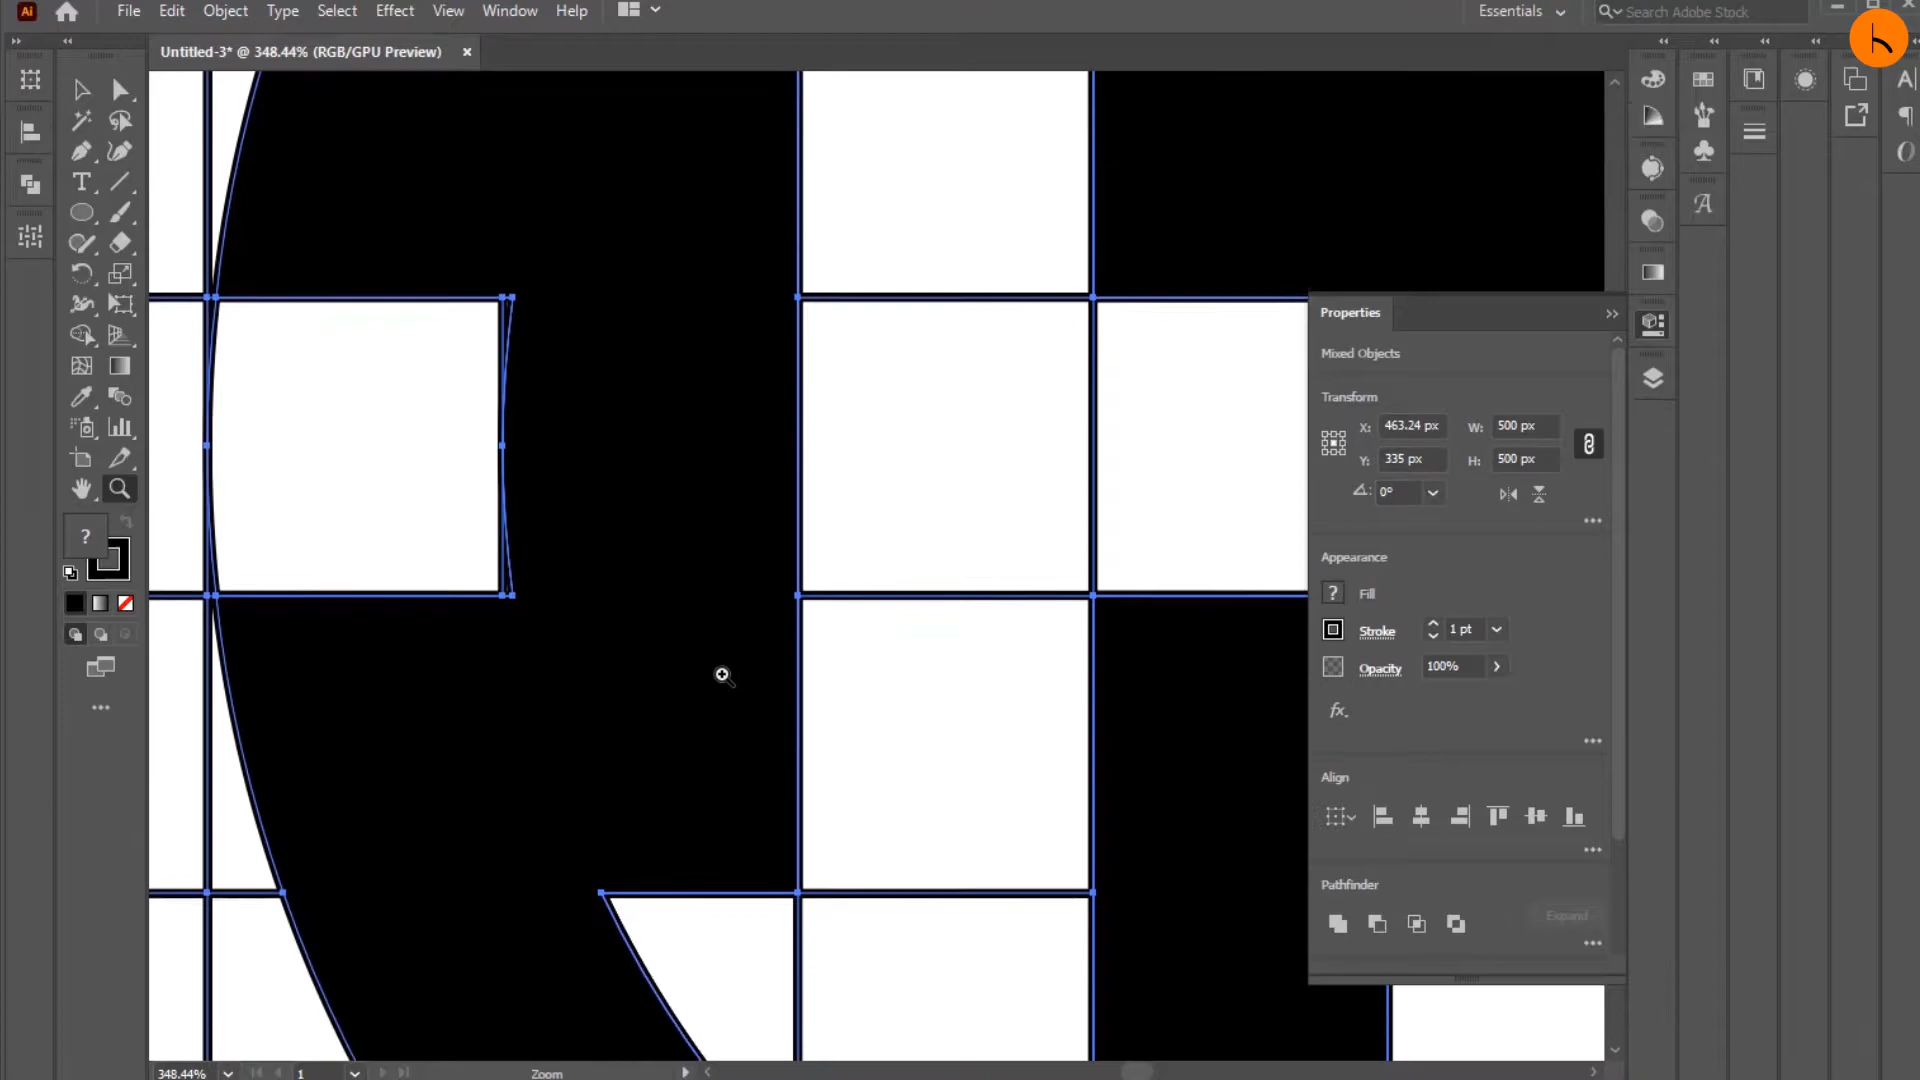 Ai File Edit Object Type Select Effect View Window Help Essentials Search Adobe Stock
Untitled-3* @ 348.44% (RGB/GPU Preview) ×
Properties
Mixed Objects
Transform
X: 463.24 px W: 500 px
Y: 335 px H: 500 px
0°
Appearance
? Fill
Stroke 1 pt
Opacity 100%
fx.
Align
Pathfinder
Expand
?
348.44% 1 Zoom